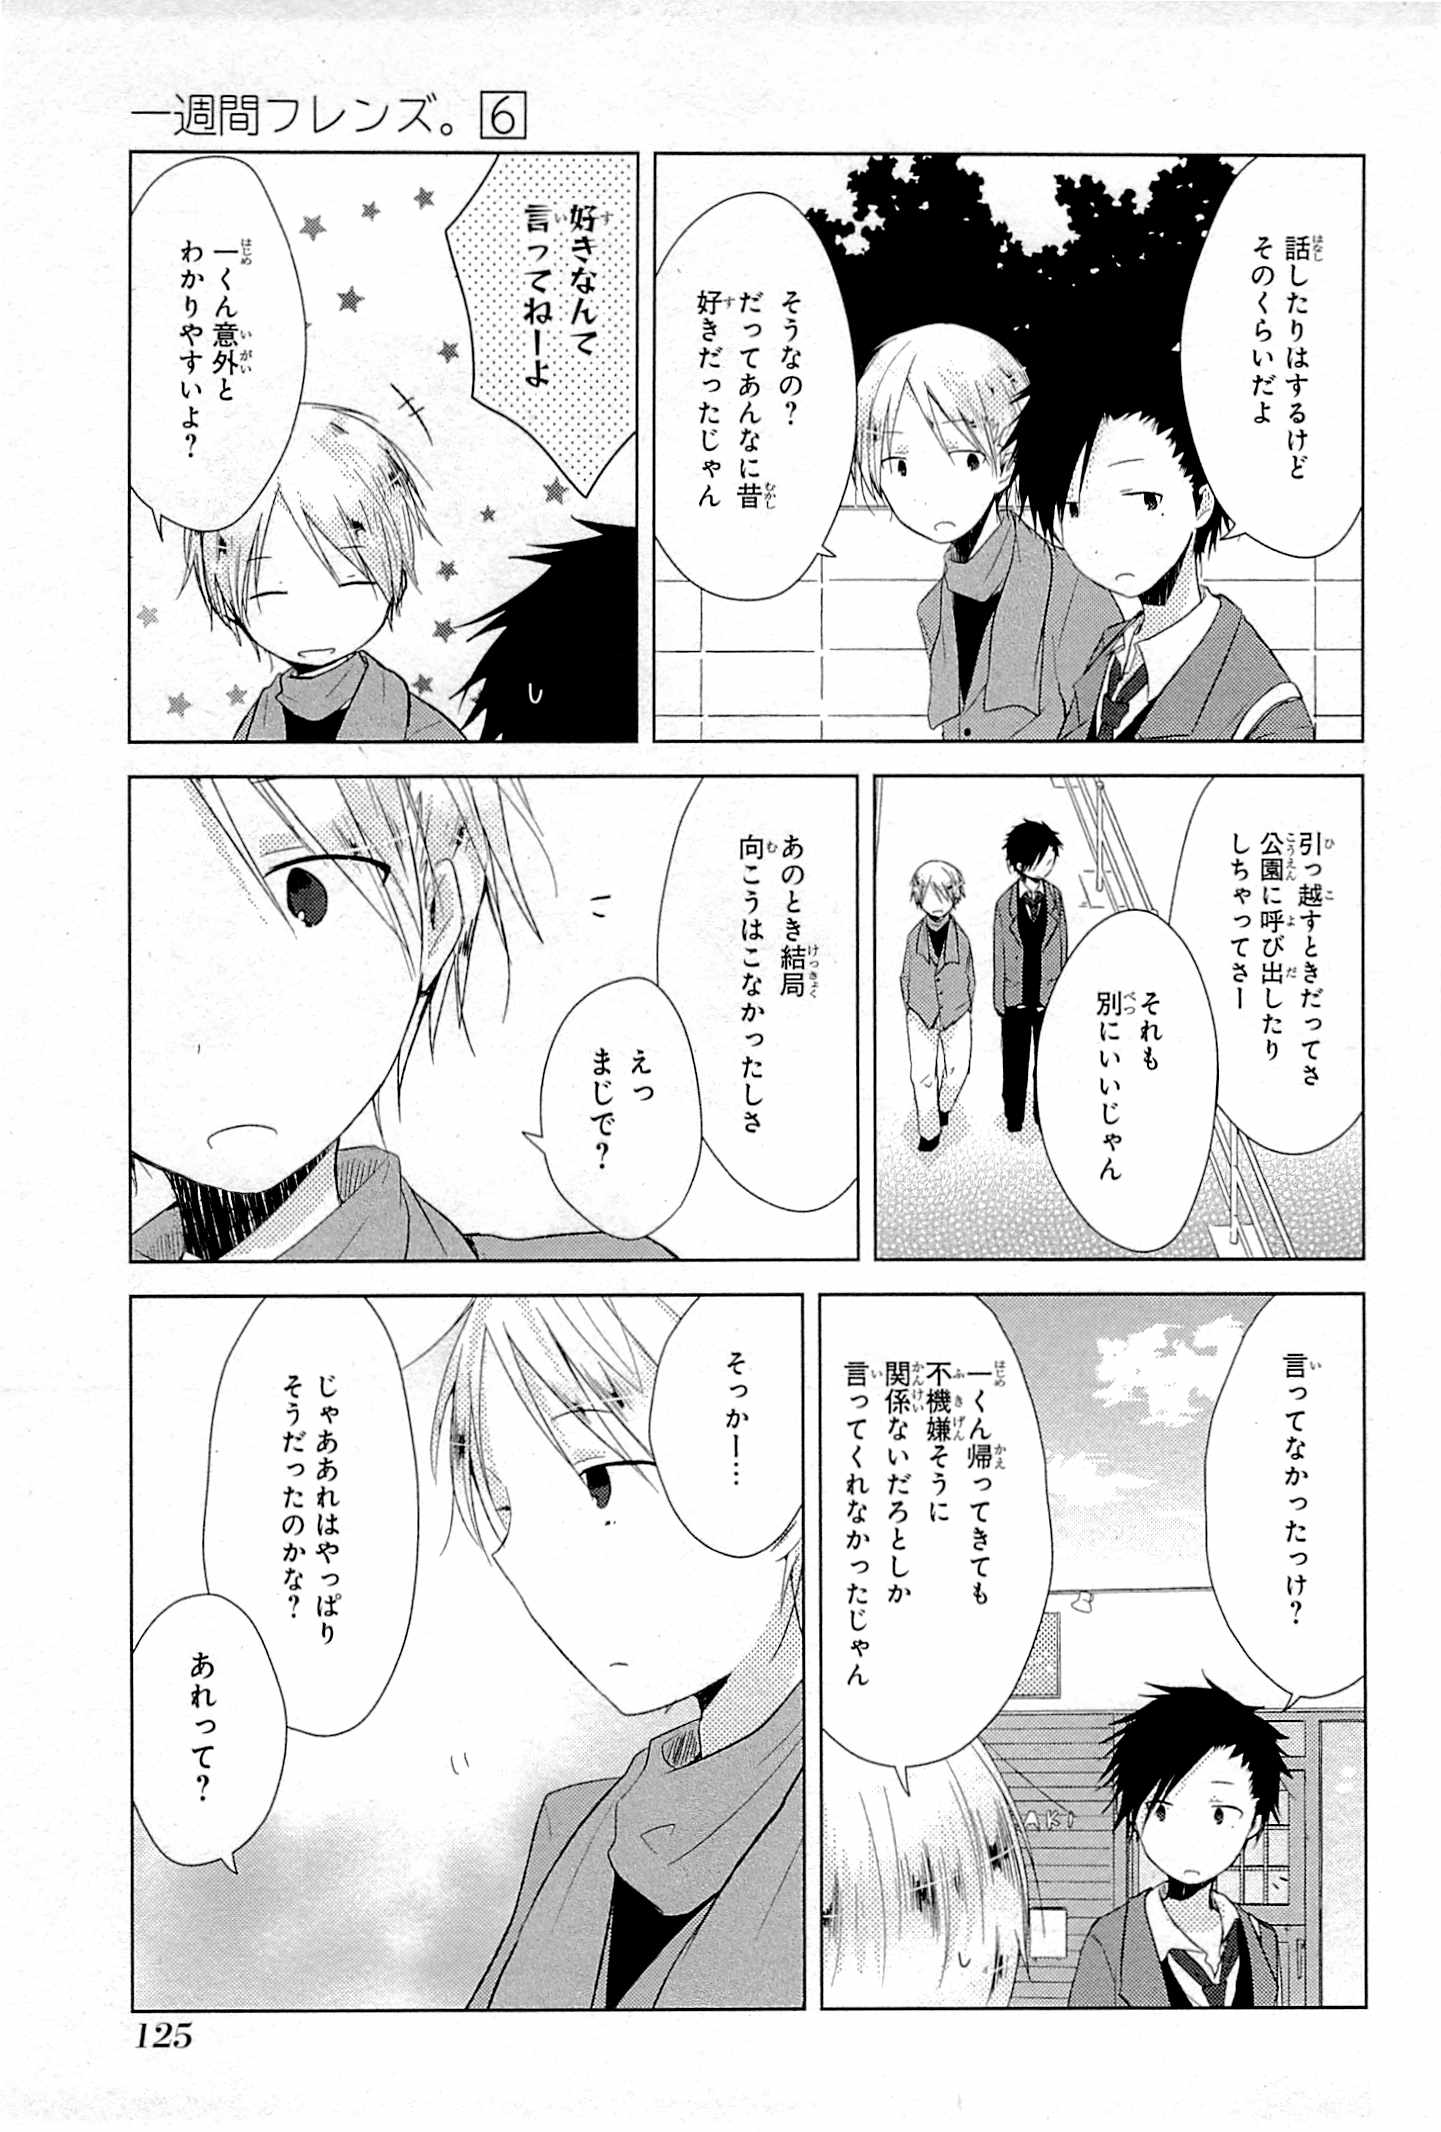 一週間フレンズ。6
話したりはするけど
そのくらいだよ
そうなの?
だってあんなに昔
好きだったじゃん
好きなんて
言ってねーよ
一くん意外と
わかりやすいよ?
引っ越すときだってさ
公園に呼び出したり
しちゃってさー
それも
別にいいじゃん
あのとき結局
向こうはこなかったしさ
えっ
まじで?
言ってなかったっけ?
一くん帰ってきても
不機嫌そうに
関係ないだろとしか
言ってくれなかったじゃん
AKI
そっかー…
じゃああれはやっぱり
そうだったのかな?
あれって?
125